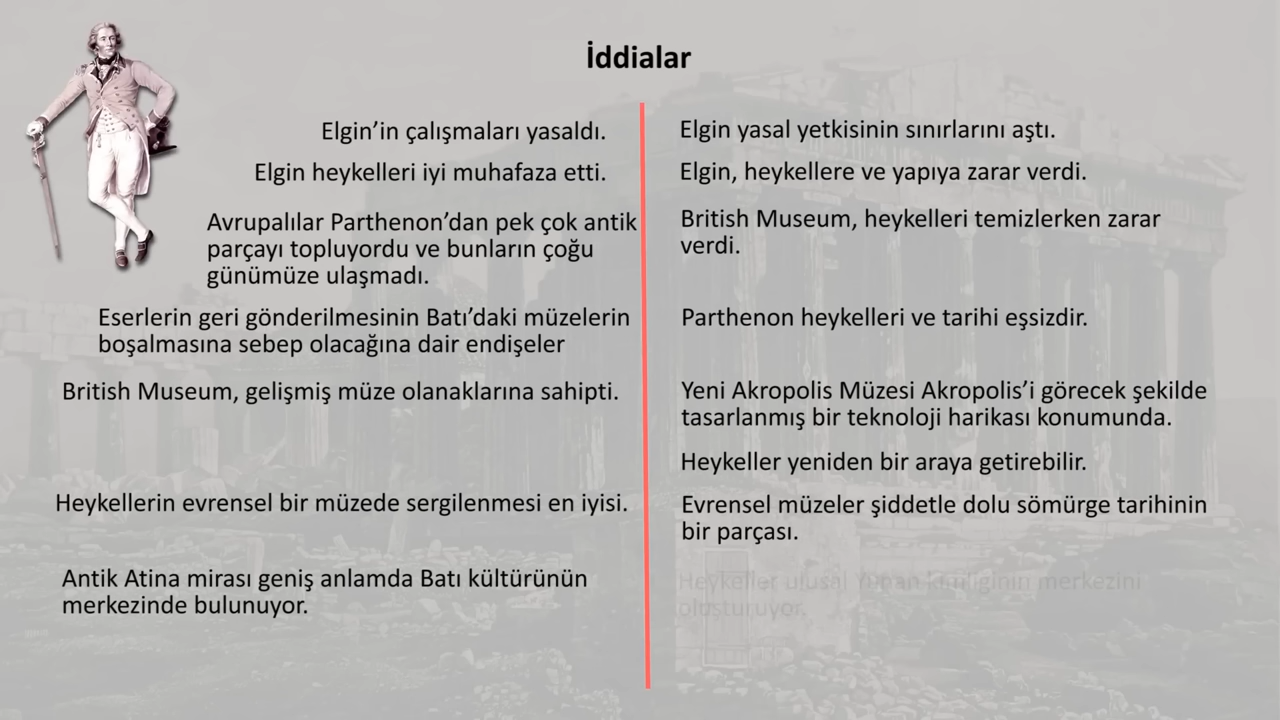 İddialar
Elgin’in çalışmaları yasaldı.
Elgin heykelleri iyi muhafaza etti.
Avrupalılar Parthenon’dan pek çok antik
parçayı topluyordu ve bunların çoğu
günümüze ulaşmadı.
Eserlerin geri gönderilmesinin Batı’daki müzelerin
boşalmasına sebep olacağına dair endişeler
British Museum, gelişmiş müze olanaklarına sahipti.
Heykellerin evrensel bir müzede sergilenmesi en iyisi.
Antik Atina mirası geniş anlamda Batı kültürünün
merkezinde bulunuyor.
Elgin yasal yetkisinin sınırlarını aştı.
Elgin, heykellere ve yapıya zarar verdi.
British Museum, heykelleri temizlerken zarar
verdi.
Parthenon heykelleri ve tarihi eşsizdir.
Yeni Akropolis Müzesi Akropolis’i görecek şekilde
tasarlanmış bir teknoloji harikası konumunda.
Heykeller yeniden bir araya getirebilir.
Evrensel müzeler şiddetle dolu sömürge tarihinin
bir parçası.
Heykeller ulusal Yunan kimliğinin merkezini
oluşturuyor.